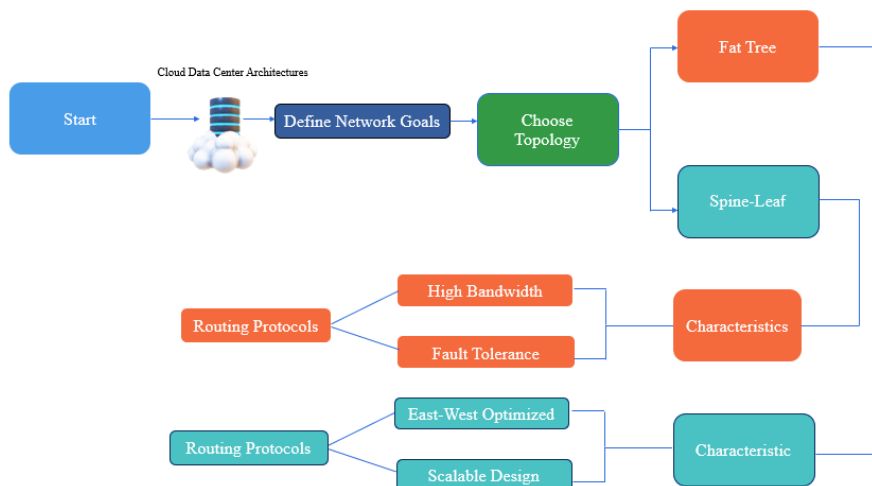 Cloud Data Center Architectures
Start
Define Network Goals
Choose
Topology
Fat Tree
Spine-Leaf
Routing Protocols
High Bandwidth
Fault Tolerance
Characteristics
Routing Protocols
East-West Optimized
Scalable Design
Characteristic